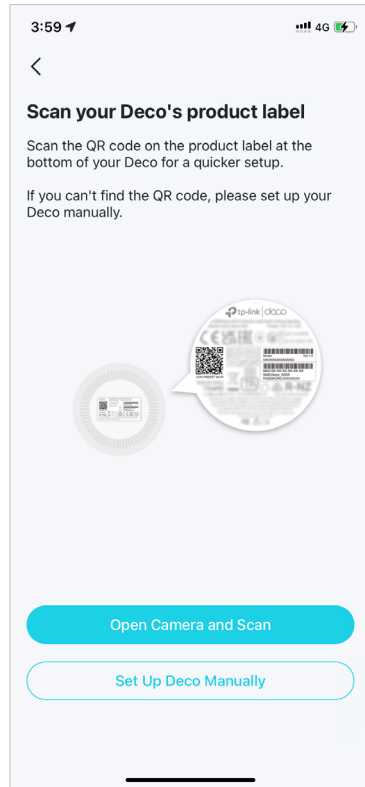 3:59
4G
Scan your Deco's product label
Scan the QR code on the product label at the
bottom of your Deco for a quicker setup.
If you can't find the QR code, please set up your
Deco manually.
tp-link | deco
Open Camera and Scan
Set Up Deco Manually